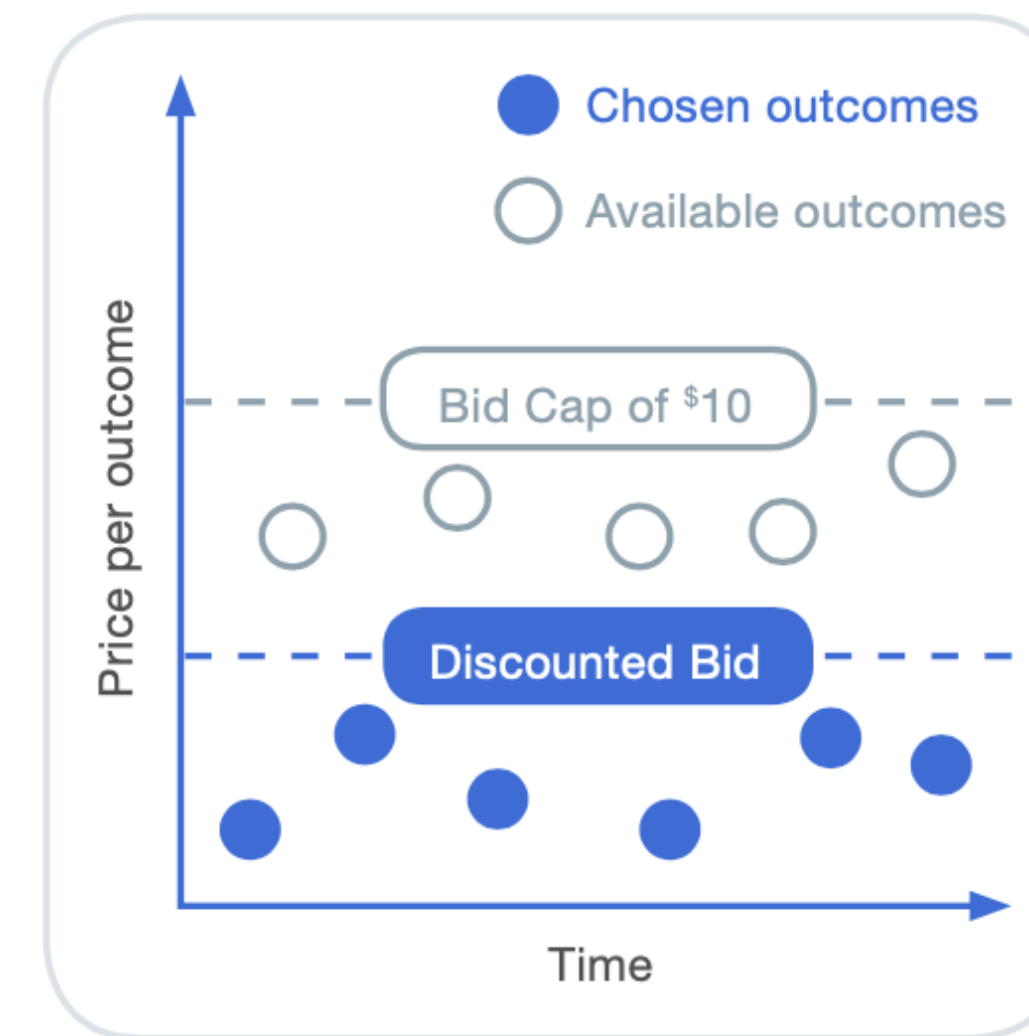 Chosen outcomes
Available outcomes
Price per outcome
Bid Cap of $10
Discounted Bid
Time